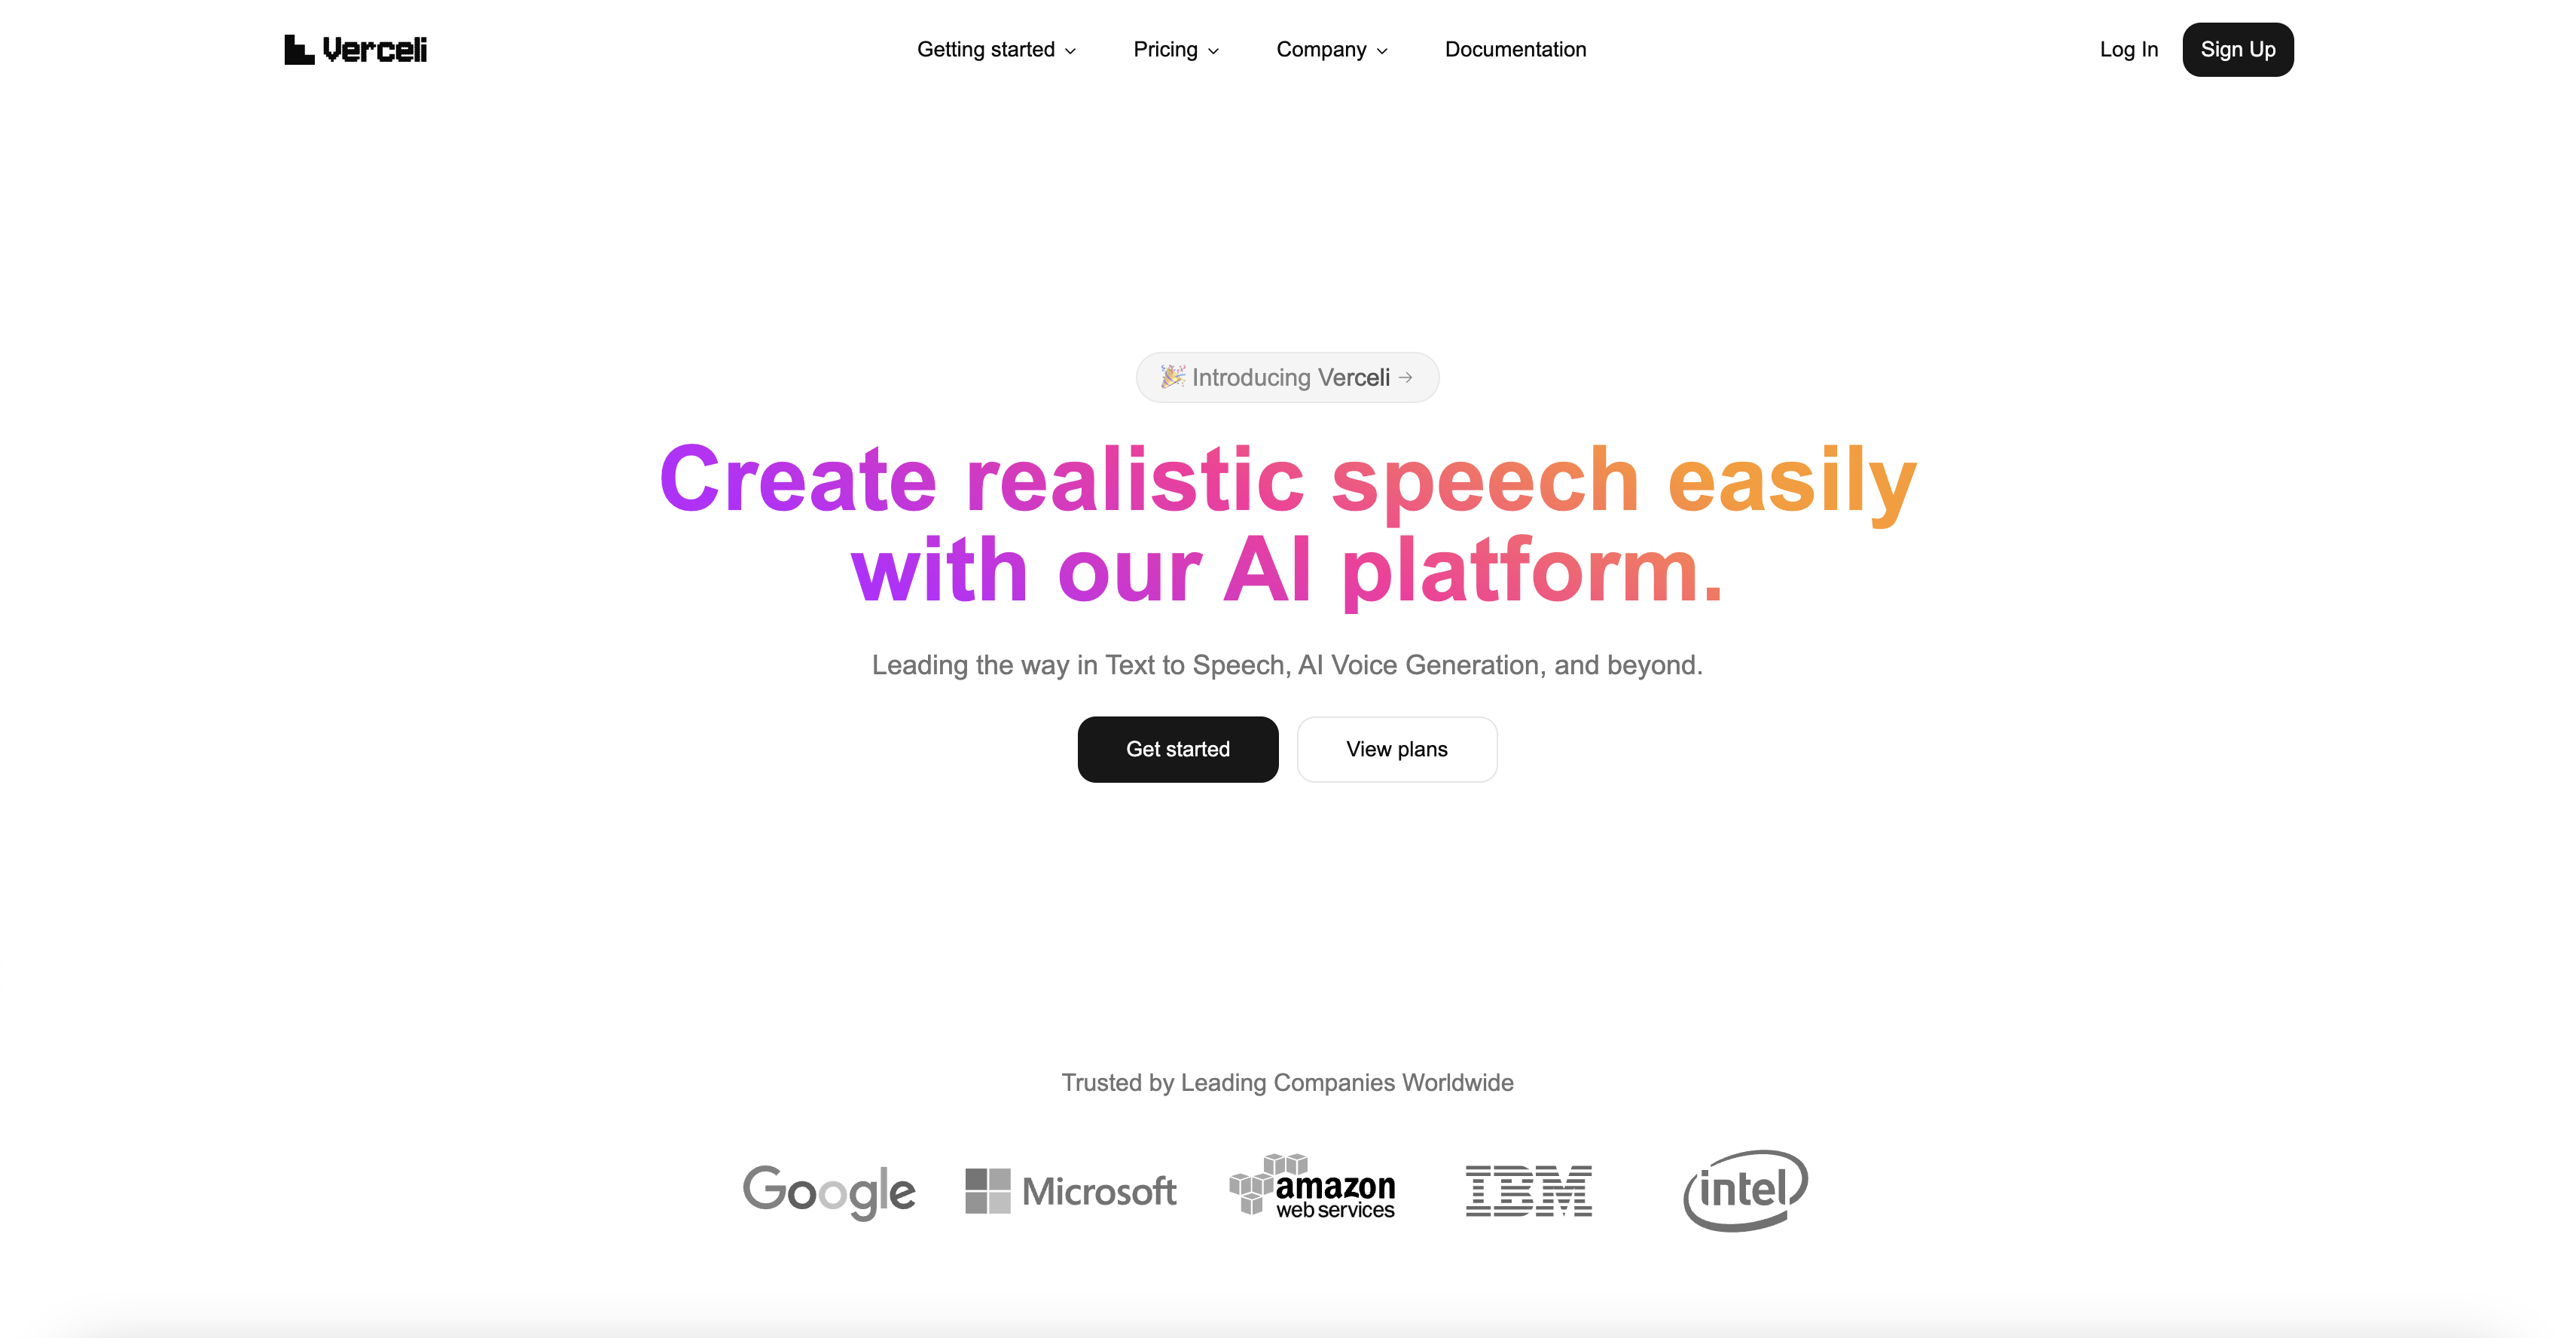 Verceli
Getting started
Pricing
Company
Documentation
Log In
Sign Up
🎉 Introducing Verceli →
Create realistic speech easily
with our AI platform.
Leading the way in Text to Speech, AI Voice Generation, and beyond.
Get started
View plans
Trusted by Leading Companies Worldwide
Google
Microsoft
amazon
web services
IBM
intel